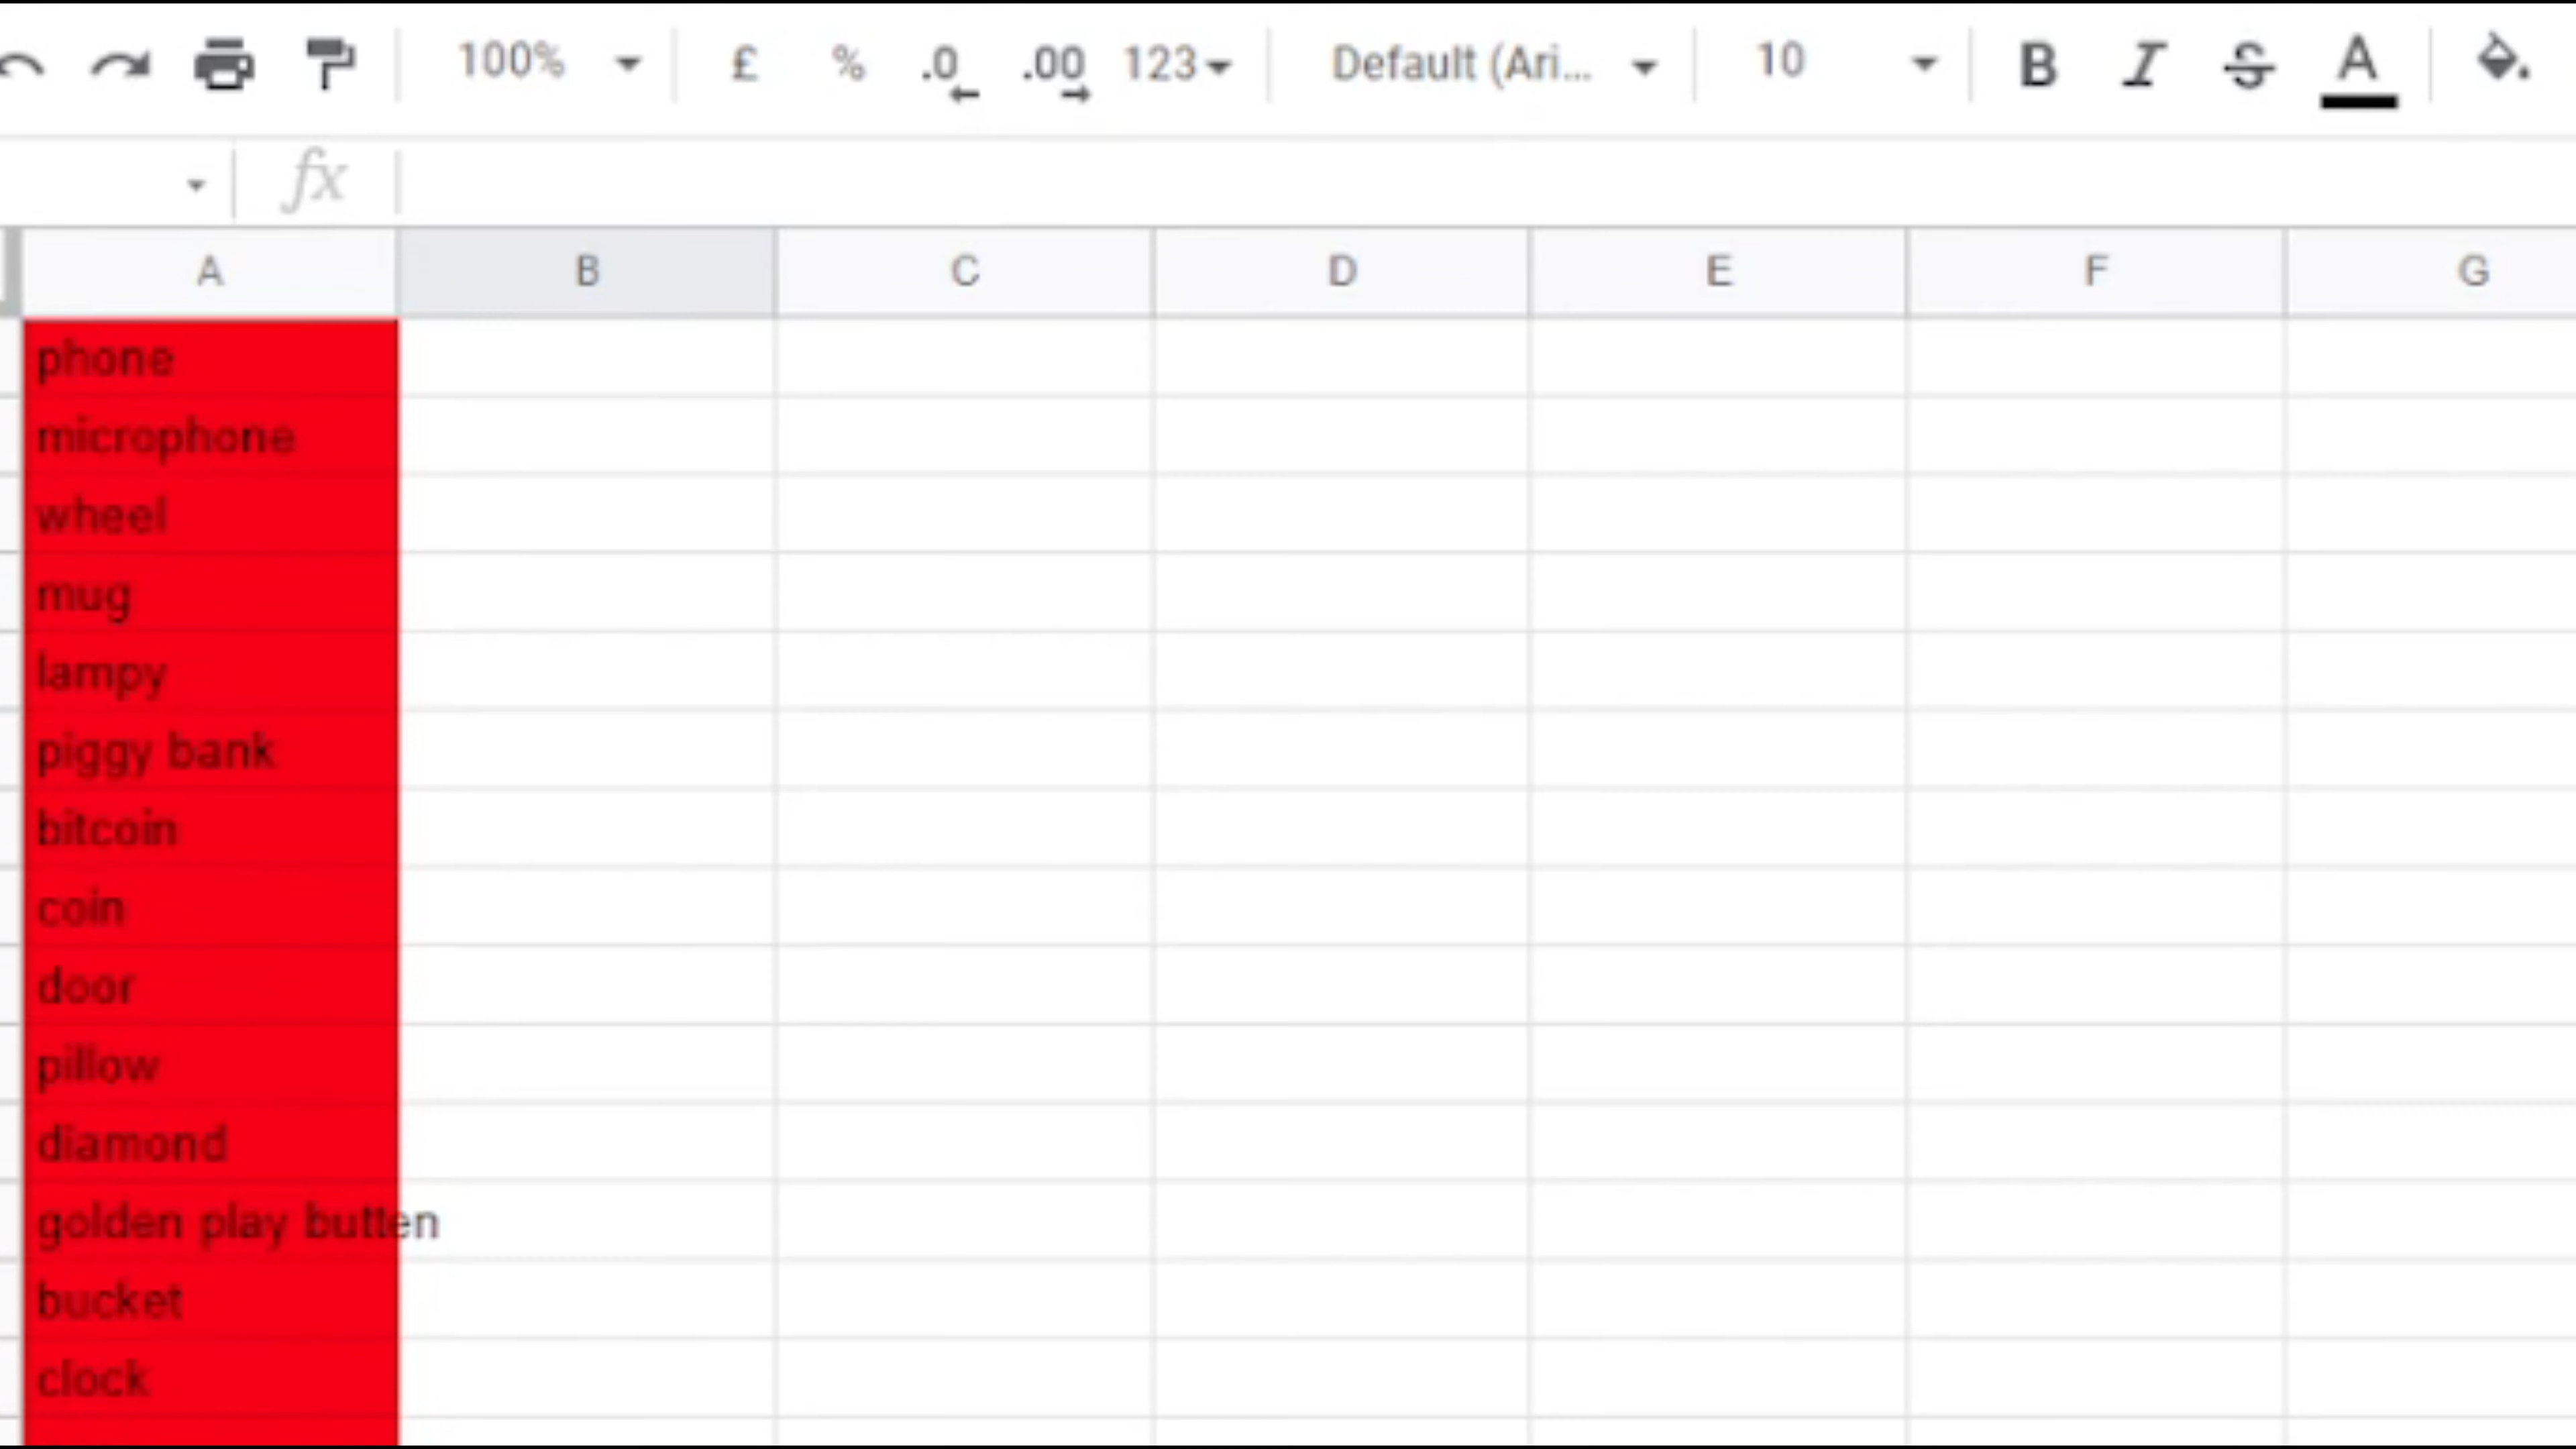 100% £ % .0 .00 123 Default (Ari... 10 B I S A
fx
A B C D E F G
phone
microphone
wheel
mug
lampy
piggy bank
bitcoin
coin
door
pillow
diamond
golden play butten
bucket
clock